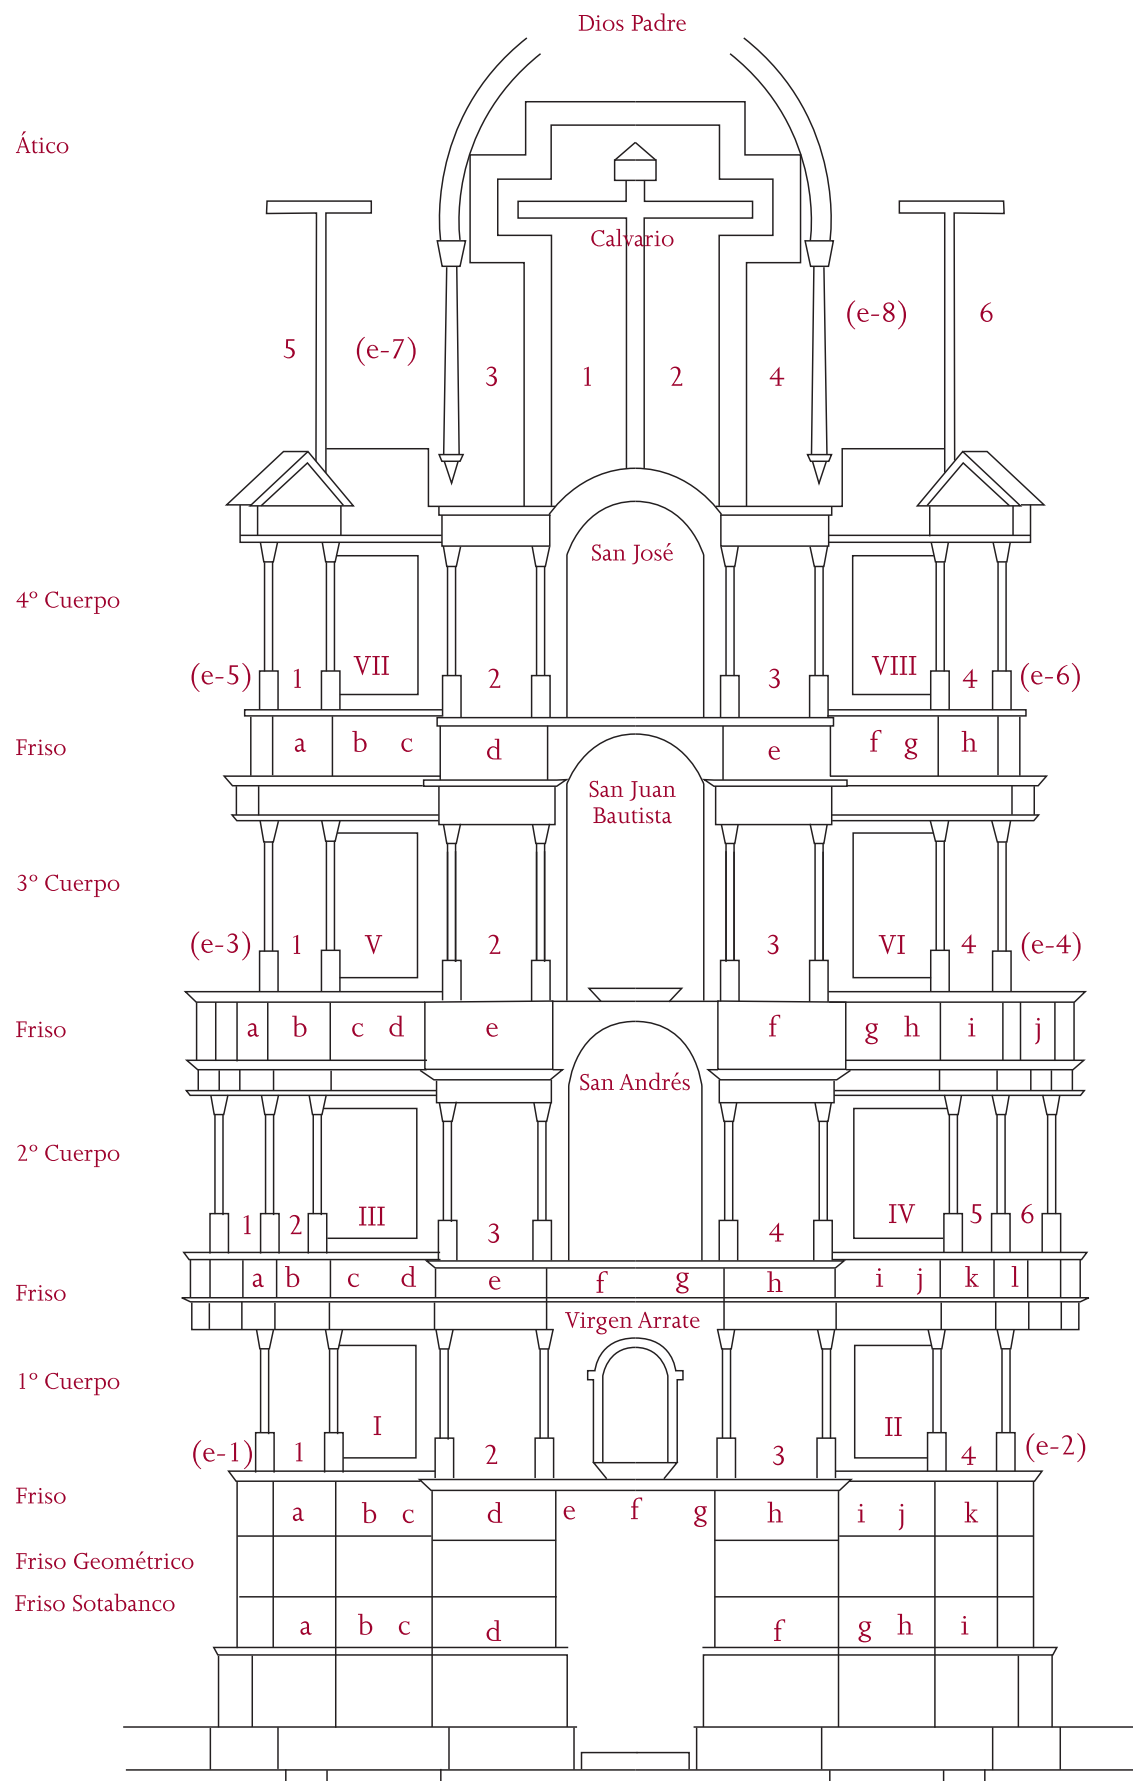 Dios Padre
Ático
Calvario
5 (e-7) 3 1 2 4 (e-8) 6
San José
4º Cuerpo
(e-5) 1 VII 2 3 VIII 4 (e-6)
Friso a b c d e f g h
San Juan
Bautista
3º Cuerpo
(e-3) 1 V 2 3 VI 4 (e-4)
Friso a b c d e f g h i j
San Andrés
2º Cuerpo
1 2 III 3 4 IV 5 6
Friso a b c d e f g h i j k l
Virgen Arrate
1º Cuerpo
(e-1) 1 I 2 3 II 4 (e-2)
Friso a b c d e f g h i j k
Friso Geométrico
Friso Sotabanco
a b c d f g h i